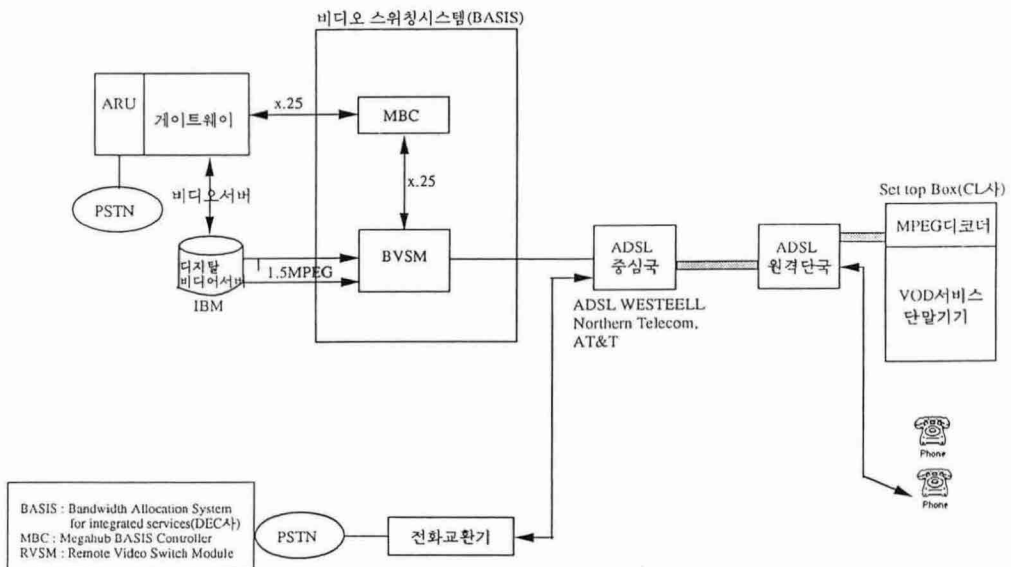 비디오 스위칭시스템(BASIS)
ARU
게이트웨이
x.25
MBC
x.25
비디오서버
PSTN
디지탈
비디어서버
IBM
1.5MPEG
BVSM
ADSL
중심국
ADSL WESTEELL
Northern Telecom,
AT&T
ADSL
원격단국
Set top Box(CL사)
MPEG디코더
VOD서비스
단말기기
Phone
Phone
BASIS : Bandwidth Allocation System
for integrated services(DEC사)
MBC : Megahub BASIS Controller
RVSM : Remote Video Switch Module
PSTN
전화교환기